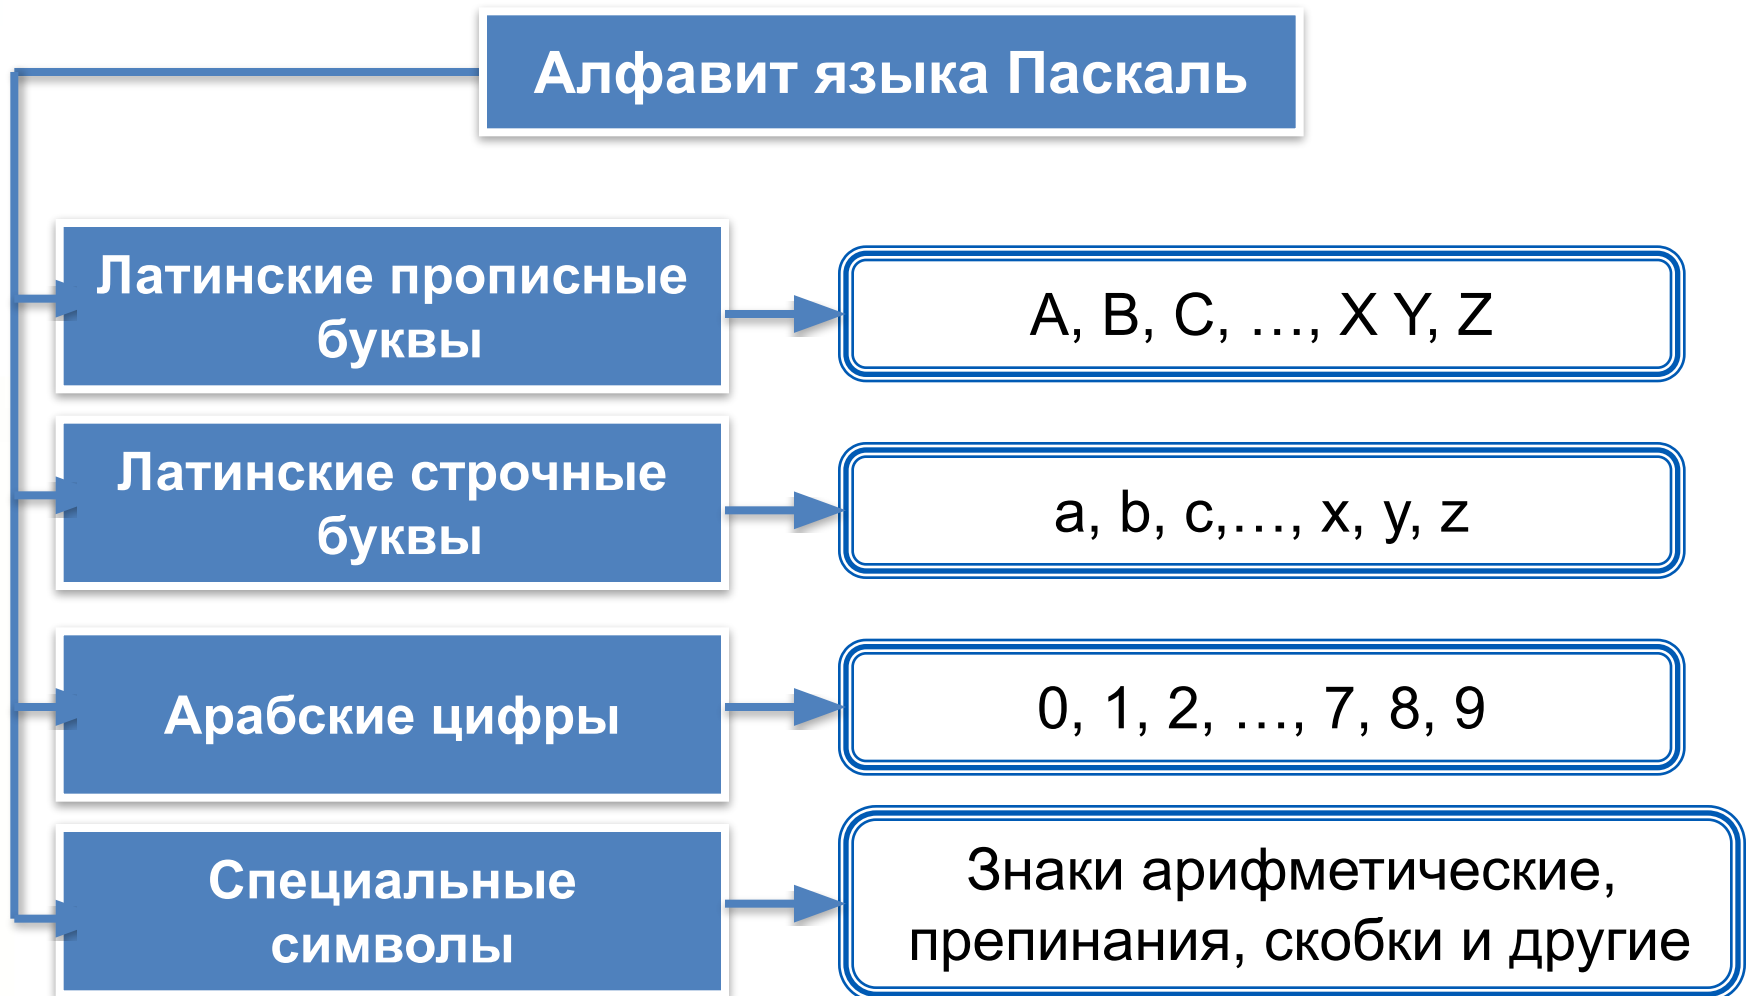 Алфавит языка Паскаль
Латинские прописные
буквы
A, B, C, …, X Y, Z
Латинские строчные
буквы
a, b, c,…, x, y, z
Арабские цифры
0, 1, 2, …, 7, 8, 9
Специальные
символы
Знаки арифметические,
препинания, скобки и другие